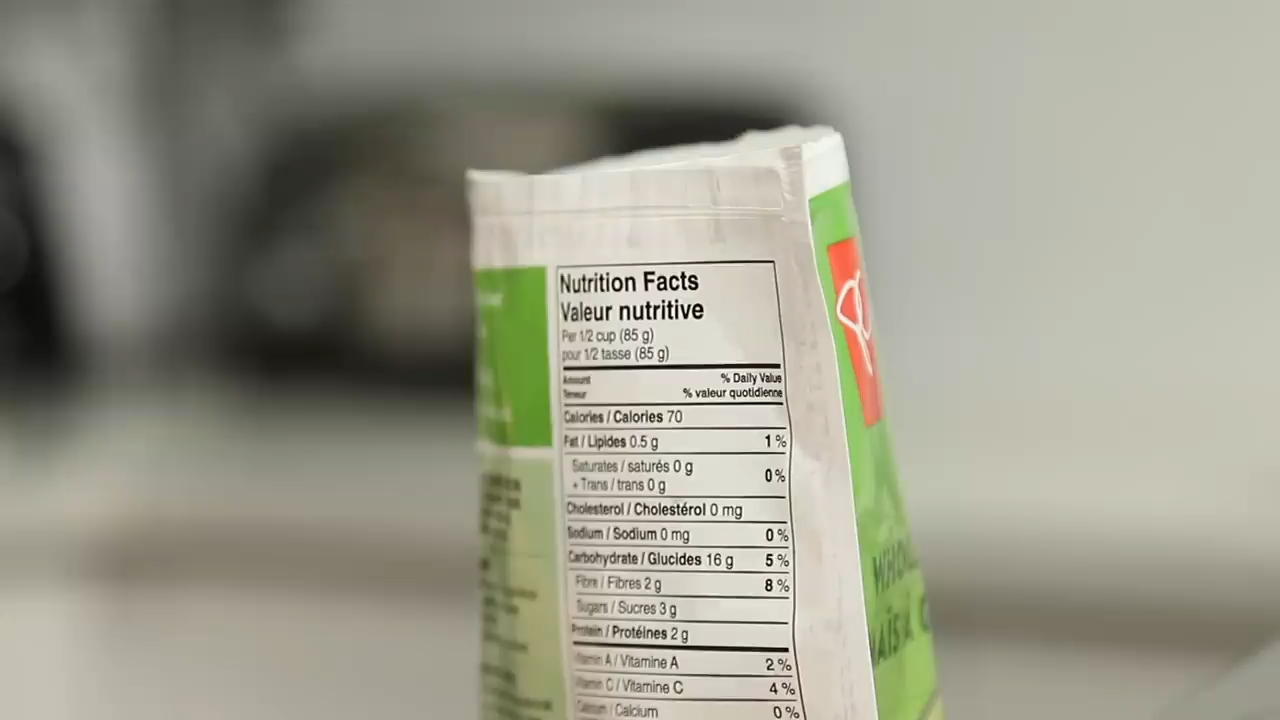 Nutrition Facts
Valeur nutritive
Per 1/2 cup (85 g)
pour 1/2 tasse (85 g)
Amount % Daily Value
Teneur % valeur quotidienne
Calories / Calories 70
Fat / Lipides 0.5 g 1 %
Saturates / saturés 0 g
+ Trans / trans 0 g 0 %
Cholesterol / Cholestérol 0 mg
Sodium / Sodium 0 mg 0 %
Carbohydrate / Glucides 16 g 5 %
Fibre / Fibres 2 g 8 %
Sugars / Sucres 3 g
Protein / Protéines 2 g
Vitamin A / Vitamine A 2 %
Vitamin C / Vitamine C 4 %
Calcium / Calcium 0 %